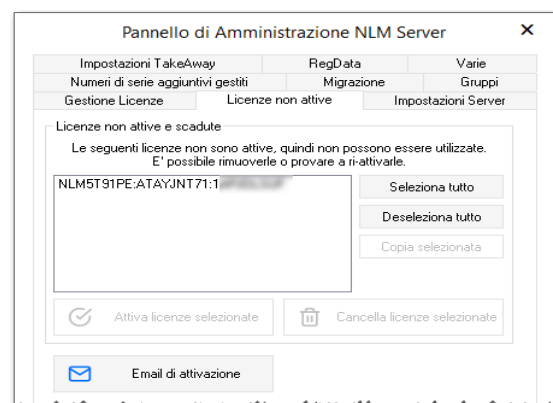 Pannello di Amministrazione NLM Server
Impostazioni TakeAway RegData Varie
Numeri di serie aggiuntivi gestiti Migrazione Gruppi
Gestione Licenze Licenze non attive Impostazioni Server
Licenze non attive e scadute
Le seguenti licenze non sono attive, quindi non possono essere utilizzate.
E' possibile rimuoverle o provare a ri-attivarle.
NLM5T91PE:ATAYJNT71:1
Seleziona tutto
Deseleziona tutto
Copia selezionata
Attiva licenze selezionate
Cancella licenze selezionate
Email di attivazione